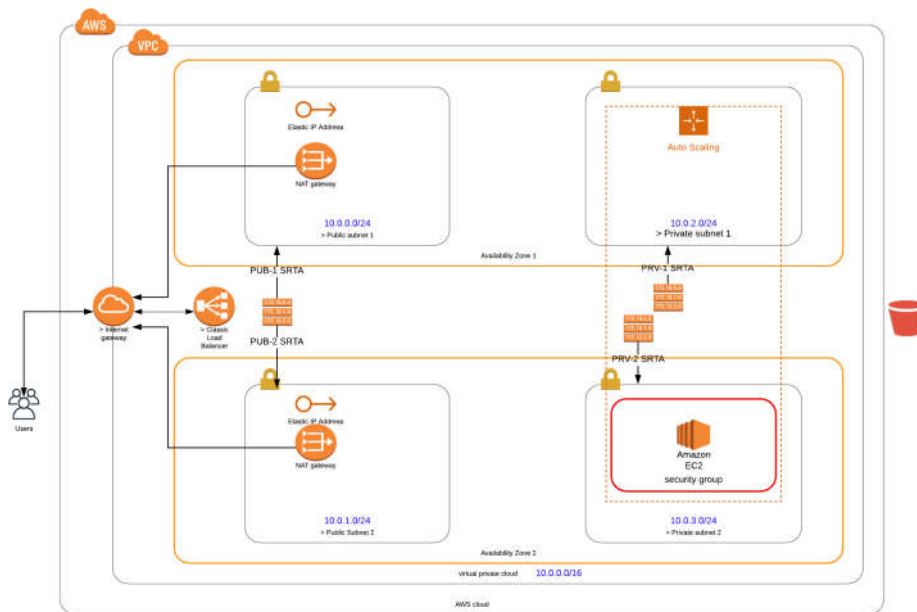 AWS
VPC
Elastic IP Address
NAT gateway
10.0.0.0/24
> Public subnet 1
Auto Scaling
10.0.2.0/24
> Private subnet 1
Availability Zone 1
PUB-1 SRTA
PRV-1 SRTA
> Internet
gateway
> Classic
Load
Balancer
PUB-2 SRTA
PRV-2 SRTA
Users
Elastic IP Address
NAT gateway
Amazon
EC2
security group
10.0.1.0/24
> Public Subnet 2
10.0.3.0/24
> Private subnet 2
Availability Zone 2
virtual private cloud
10.0.0.0/16
AWS cloud